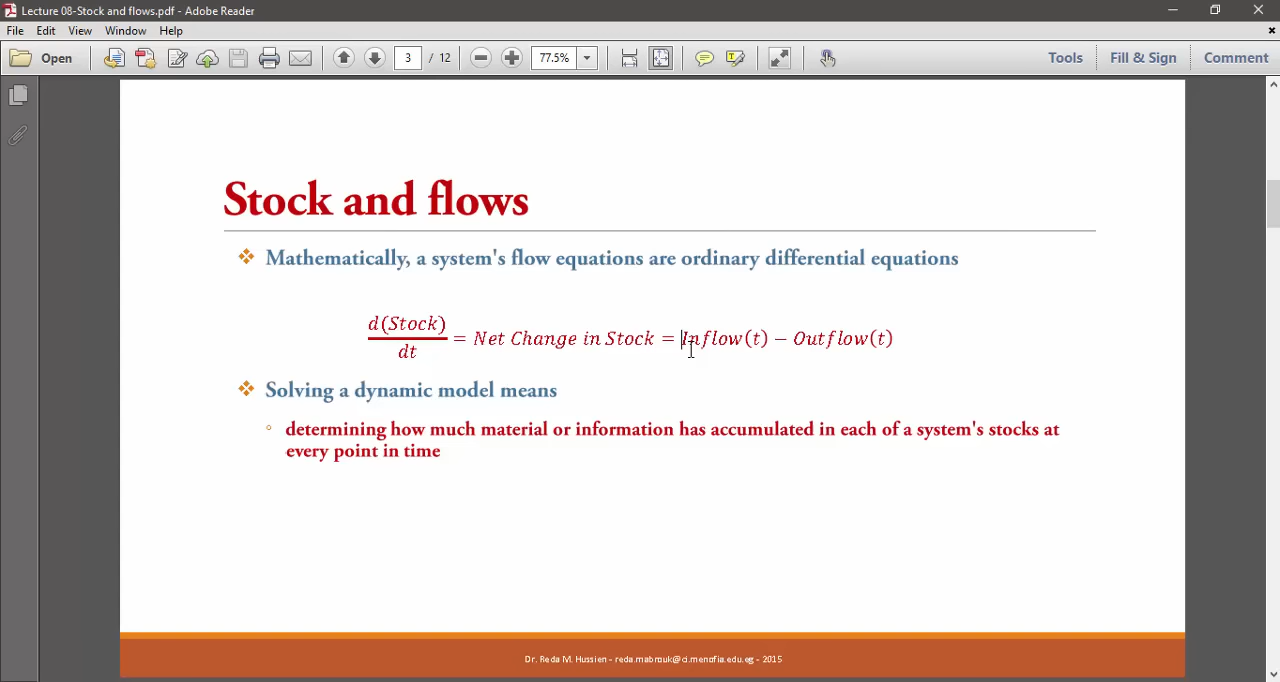 Lecture 08-Stock and flows.pdf - Adobe Reader
File Edit View Window Help
Open 3 / 12 77.5% Tools Fill & Sign Comment
Stock and flows
Mathematically, a system's flow equations are ordinary differential equations
d(Stock)/dt = Net Change in Stock = Inflow(t) − Outflow(t)
Solving a dynamic model means
determining how much material or information has accumulated in each of a system's stocks at
every point in time
Dr. Reda M. Hussien - reda.mabrouk@ci.menofia.edu.eg - 2015